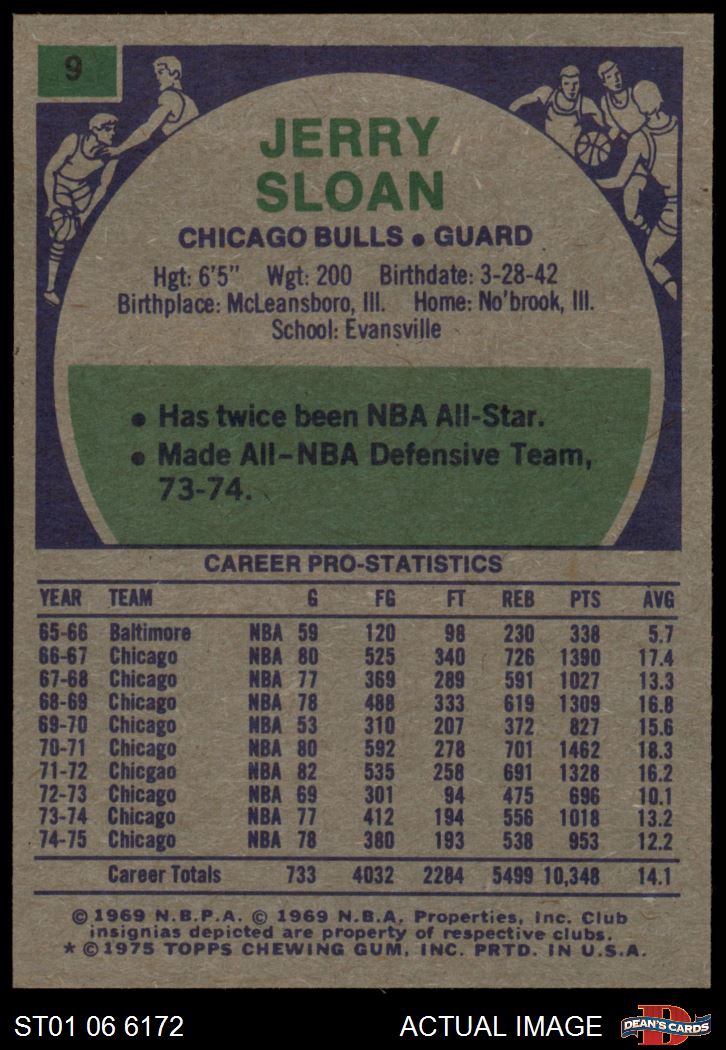 9
JERRY
SLOAN
CHICAGO BULLS • GUARD
Hgt: 6'5" Wgt: 200 Birthdate: 3-28-42
Birthplace: McLeansboro, Ill. Home: No'brook, Ill.
School: Evansville
• Has twice been NBA All-Star.
• Made All-NBA Defensive Team,
73-74.
CAREER PRO-STATISTICS
YEAR TEAM G FG FT REB PTS AVG
65-66 Baltimore NBA 59 120 98 230 338 5.7
66-67 Chicago NBA 80 525 340 726 1390 17.4
67-68 Chicago NBA 77 369 289 591 1027 13.3
68-69 Chicago NBA 78 488 333 619 1309 16.8
69-70 Chicago NBA 53 310 207 372 827 15.6
70-71 Chicago NBA 80 592 278 701 1462 18.3
71-72 Chicgao NBA 82 535 258 691 1328 16.2
72-73 Chicago NBA 69 301 94 475 696 10.1
73-74 Chicago NBA 77 412 194 556 1018 13.2
74-75 Chicago NBA 78 380 193 538 953 12.2
Career Totals 733 4032 2284 5499 10,348 14.1
© 1969 N.B.P.A. © 1969 N.B.A. Properties, Inc. Club
insignias depicted are property of respective clubs.
* © 1975 TOPPS CHEWING GUM, INC. PRTD. IN U.S.A.
ST01 06 6172 ACTUAL IMAGE DEAN'S CARDS